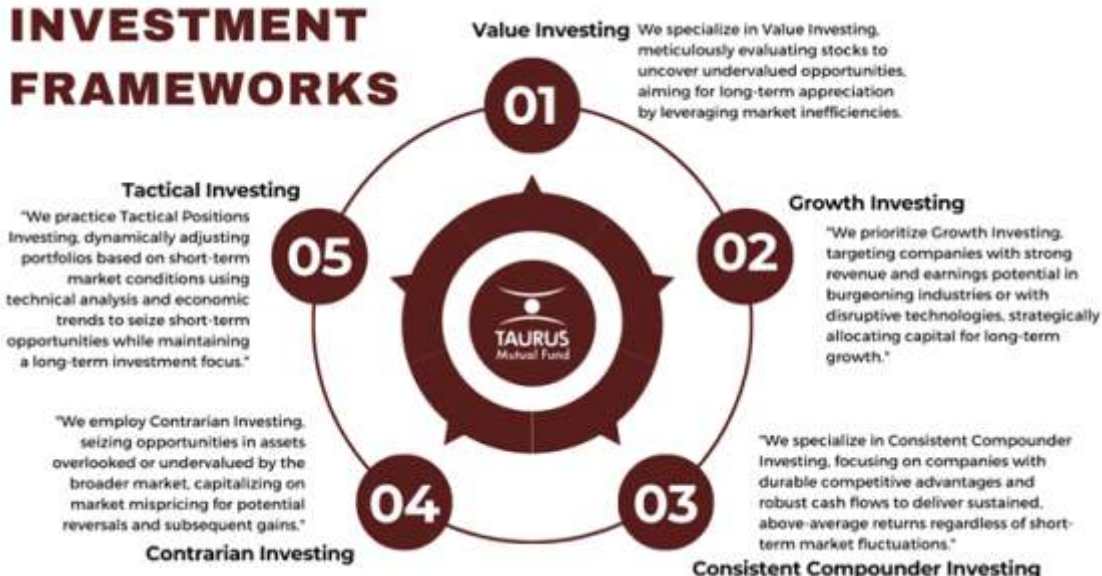 INVESTMENT
FRAMEWORKS
Value Investing
We specialize in Value Investing,
meticulously evaluating stocks to
uncover undervalued opportunities,
aiming for long-term appreciation
by leveraging market inefficiencies.
01
Growth Investing
"We prioritize Growth Investing,
targeting companies with strong
revenue and earnings potential in
burgeoning industries or with
disruptive technologies, strategically
allocating capital for long-term
growth."
02
"We specialize in Consistent Compounder
Investing, focusing on companies with
durable competitive advantages and
robust cash flows to deliver sustained,
above-average returns regardless of short-
term market fluctuations."
03
Consistent Compounder Investing
"We employ Contrarian Investing,
seizing opportunities in assets
overlooked or undervalued by the
broader market, capitalizing on
market mispricing for potential
reversals and subsequent gains."
04
Contrarian Investing
Tactical Investing
"We practice Tactical Positions
Investing, dynamically adjusting
portfolios based on short-term
market conditions using
technical analysis and economic
trends to seize short-term
opportunities while maintaining
a long-term investment focus."
05
TAURUS
Mutual Fund